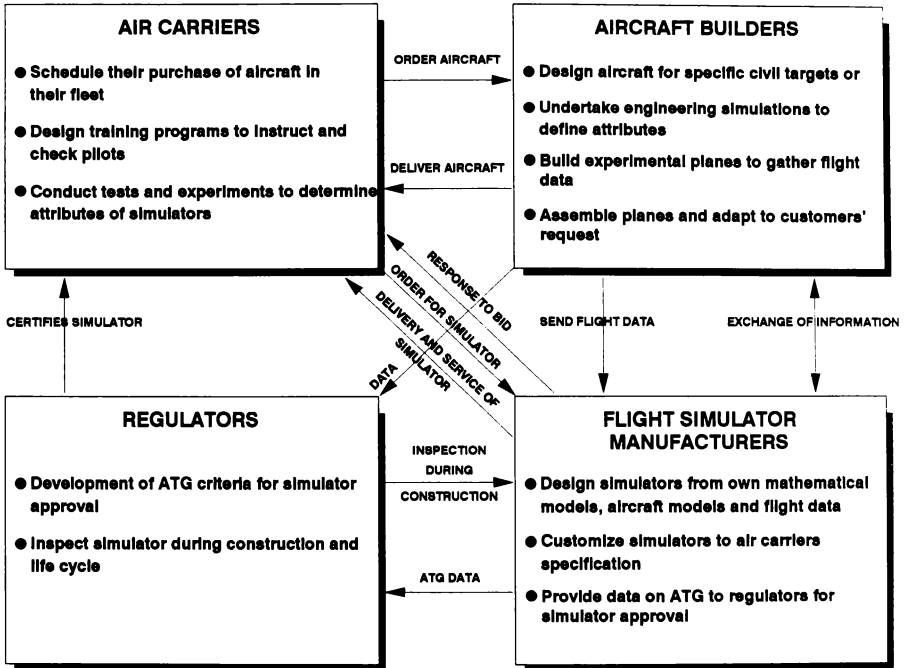 AIR CARRIERS
● Schedule their purchase of aircraft in
their fleet
● Design training programs to instruct and
check pilots
● Conduct tests and experiments to determine
attributes of simulators
ORDER AIRCRAFT
DELIVER AIRCRAFT
AIRCRAFT BUILDERS
● Design aircraft for specific civil targets or
● Undertake engineering simulations to
define attributes
● Build experimental planes to gather flight
data
● Assemble planes and adapt to customers'
request
RESPONSE TO BID
ORDER FOR SIMULATOR
DELIVERY AND SERVICE OF
SIMULATOR
DATA
CERTIFIES SIMULATOR
SEND FLIGHT DATA
EXCHANGE OF INFORMATION
REGULATORS
● Development of ATG criteria for simulator
approval
● Inspect simulator during construction and
life cycle
INSPECTION
DURING
CONSTRUCTION
ATG DATA
FLIGHT SIMULATOR
MANUFACTURERS
● Design simulators from own mathematical
models, aircraft models and flight data
● Customize simulators to air carriers
specification
● Provide data on ATG to regulators for
simulator approval